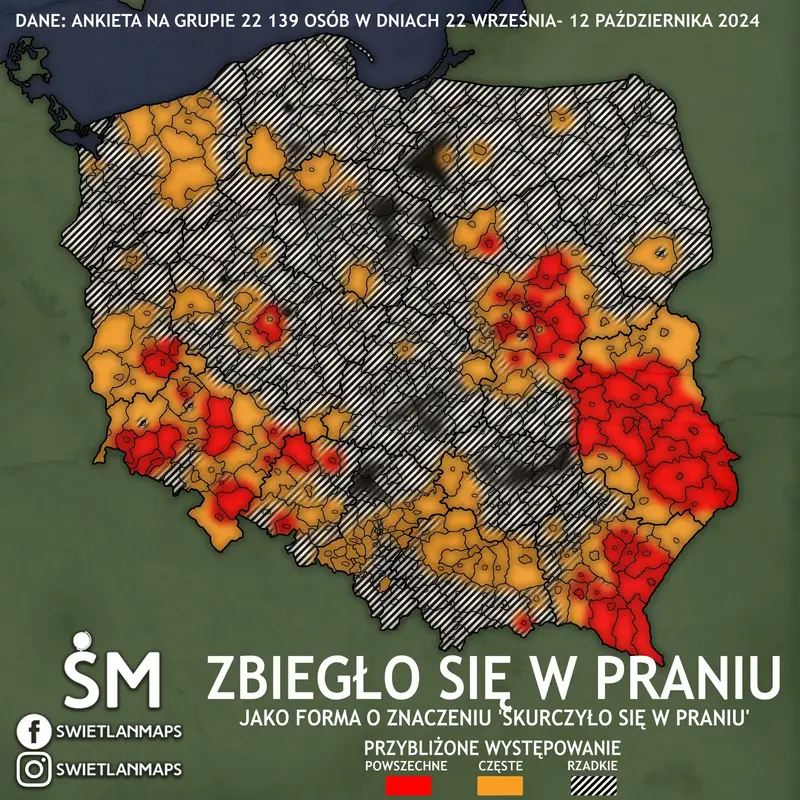 DANE: ANKIETA NA GRUPIE 22 139 OSÓB W DNIACH 22 WRZEŚNIA- 12 PAŹDZIERNIKA 2024
ŚM
ZBIEGŁO SIĘ W PRANIU
JAKO FORMA O ZNACZENIU 'SKURCZYŁO SIĘ W PRANIU'
SWIETLANMAPS
SWIETLANMAPS
PRZYBLIŻONE WYSTĘPOWANIE
POWSZECHNE CZĘSTE RZADKIE